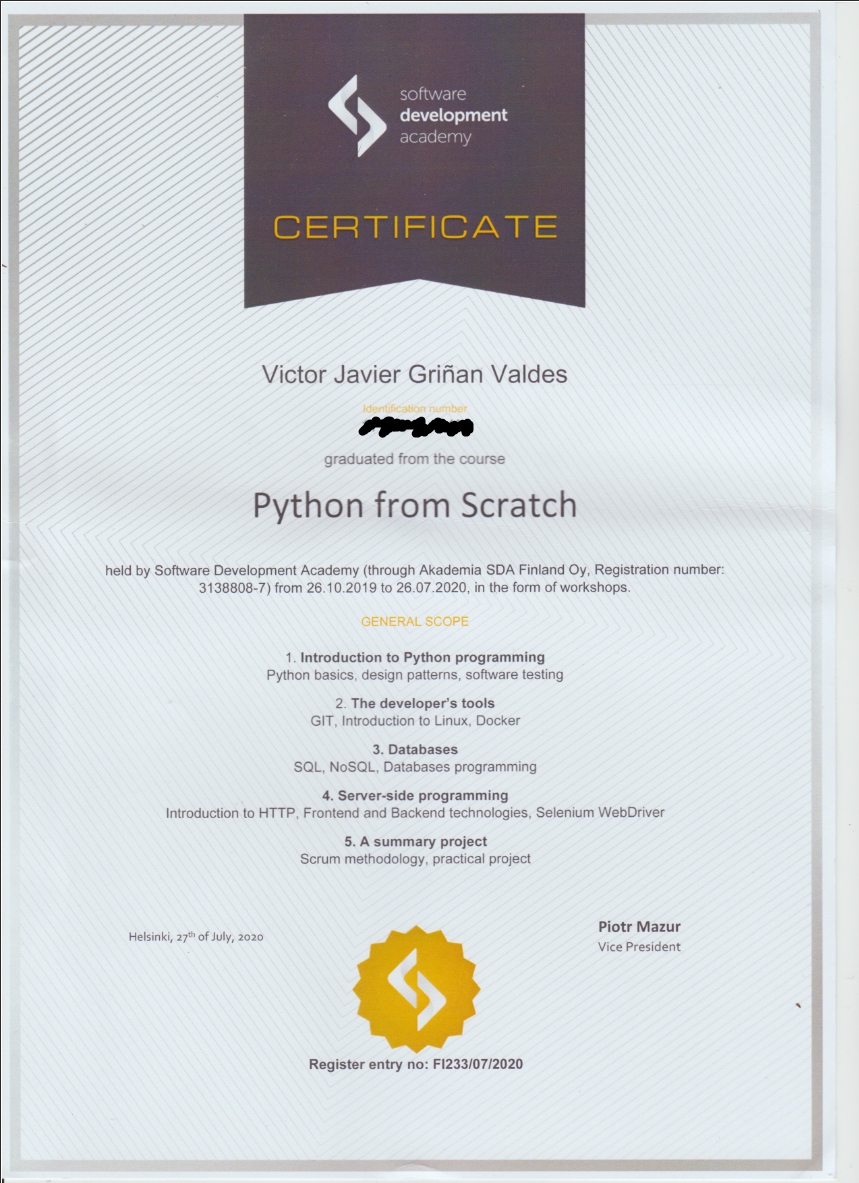 software
development
academy
CERTIFICATE
Victor Javier Griñan Valdes
Identification number
graduated from the course
Python from Scratch
held by Software Development Academy (through Akademia SDA Finland Oy, Registration number:
3138808-7) from 26.10.2019 to 26.07.2020, in the form of workshops.
GENERAL SCOPE
1. Introduction to Python programming
Python basics, design patterns, software testing
2. The developer's tools
GIT, Introduction to Linux, Docker
3. Databases
SQL, NoSQL, Databases programming
4. Server-side programming
Introduction to HTTP, Frontend and Backend technologies, Selenium WebDriver
5. A summary project
Scrum methodology, practical project
Helsinki, 27th of July, 2020
Piotr Mazur
Vice President
Register entry no: FI233/07/2020